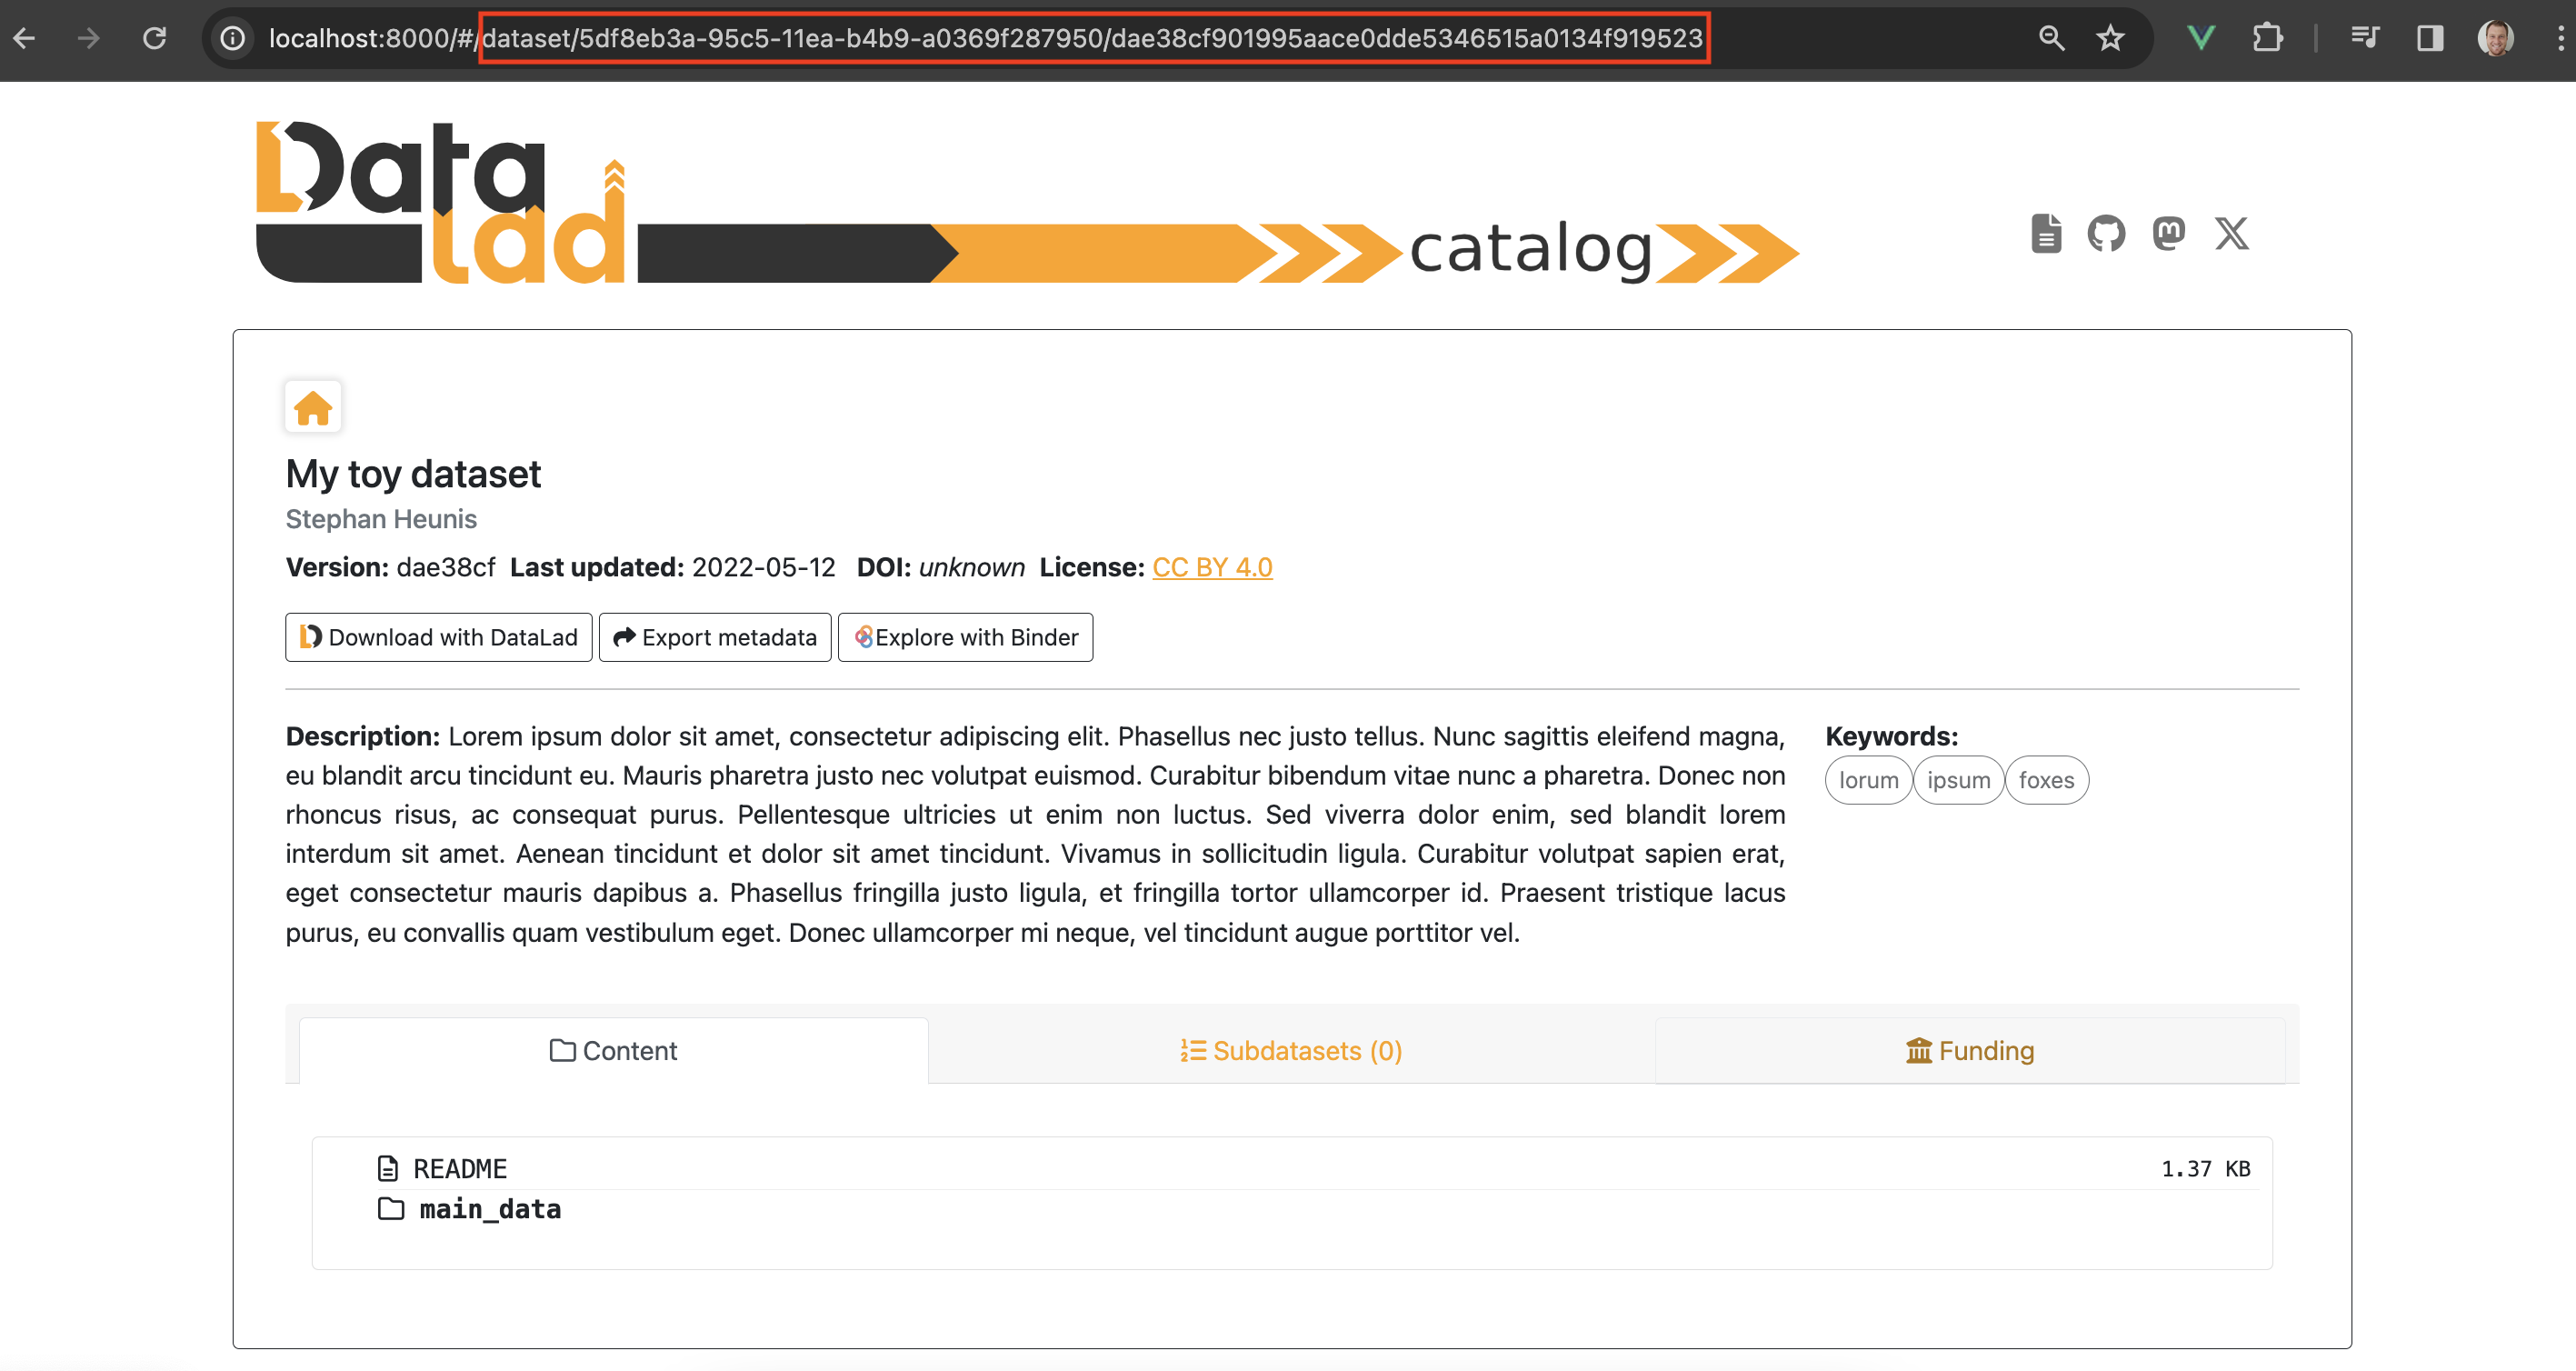 localhost:8000/#/dataset/5df8eb3a-95c5-11ea-b4b9-a0369f287950/dae38cf901995aace0dde5346515a0134f919523
Data
lad
catalog
My toy dataset
Stephan Heunis
Version: dae38cf Last updated: 2022-05-12 DOI: unknown License: CC BY 4.0
Download with DataLad Export metadata Explore with Binder
Description: Lorem ipsum dolor sit amet, consectetur adipiscing elit. Phasellus nec justo tellus. Nunc sagittis eleifend magna,
eu blandit arcu tincidunt eu. Mauris pharetra justo nec volutpat euismod. Curabitur bibendum vitae nunc a pharetra. Donec non
rhoncus risus, ac consequat purus. Pellentesque ultricies ut enim non luctus. Sed viverra dolor enim, sed blandit lorem
interdum sit amet. Aenean tincidunt et dolor sit amet tincidunt. Vivamus in sollicitudin ligula. Curabitur volutpat sapien erat,
eget consectetur mauris dapibus a. Phasellus fringilla justo ligula, et fringilla tortor ullamcorper id. Praesent tristique lacus
purus, eu convallis quam vestibulum eget. Donec ullamcorper mi neque, vel tincidunt augue porttitor vel.
Keywords:
lorum ipsum foxes
Content Subdatasets (0) Funding
README 1.37 KB
main_data